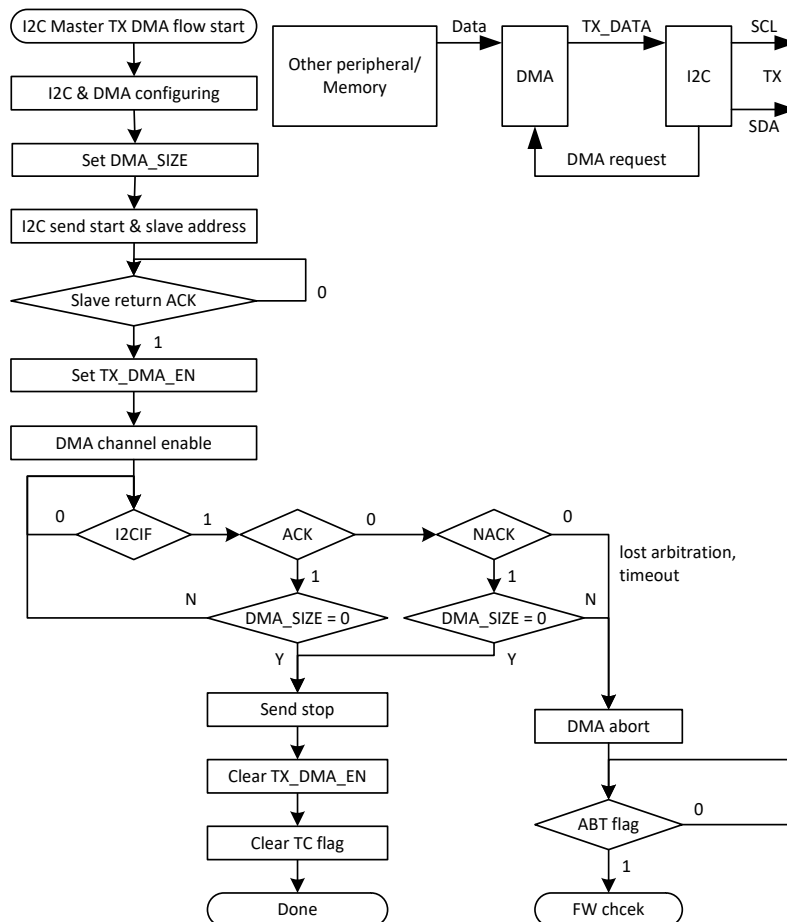 I2C Master TX DMA flow start
I2C & DMA configuring
Set DMA_SIZE
I2C send start & slave address
Slave return ACK
0
1
Set TX_DMA_EN
DMA channel enable
0
I2CIF
1
ACK
0
NACK
0
lost arbitration,
timeout
1
1
N
DMA_SIZE = 0
DMA_SIZE = 0
N
Y
Y
Send stop
DMA abort
Clear TX_DMA_EN
Clear TC flag
ABT flag
0
1
Done
FW chcek
Other peripheral/
Memory
Data
DMA
TX_DATA
I2C
SCL
TX
SDA
DMA request